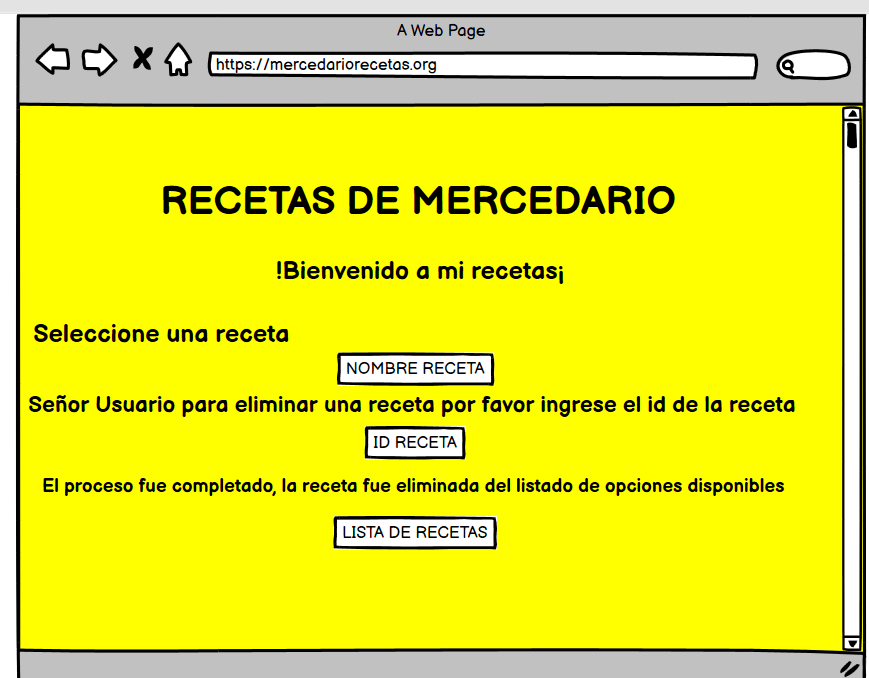 A Web Page
https://mercedariorecetas.org
RECETAS DE MERCEDARIO
!Bienvenido a mi recetas¡
Seleccione una receta
NOMBRE RECETA
Señor Usuario para eliminar una receta por favor ingrese el id de la receta
ID RECETA
El proceso fue completado, la receta fue eliminada del listado de opciones disponibles
LISTA DE RECETAS